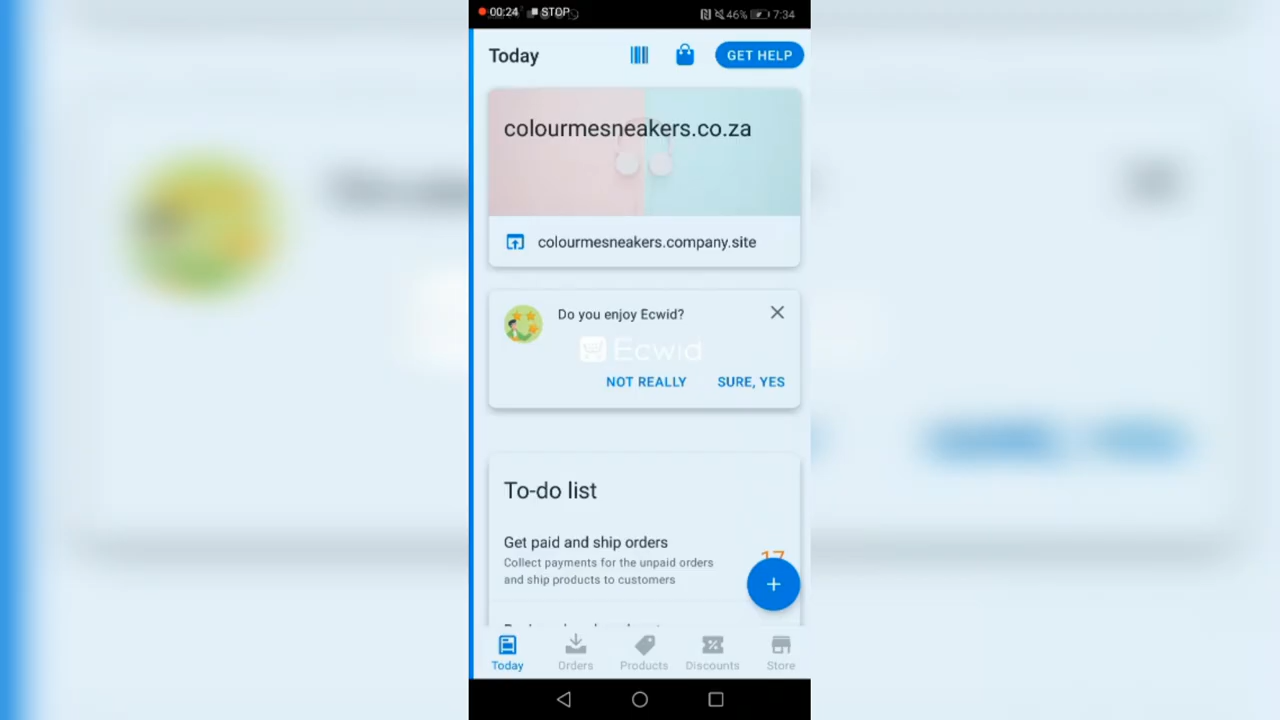 00:24 STOP 46% 7:34
Today GET HELP
colourmesneakers.co.za
colourmesneakers.company.site
Do you enjoy Ecwid?
Ecwid
NOT REALLY SURE, YES
To-do list
Get paid and ship orders
Collect payments for the unpaid orders
and ship products to customers
17
Today Orders Products Discounts Store